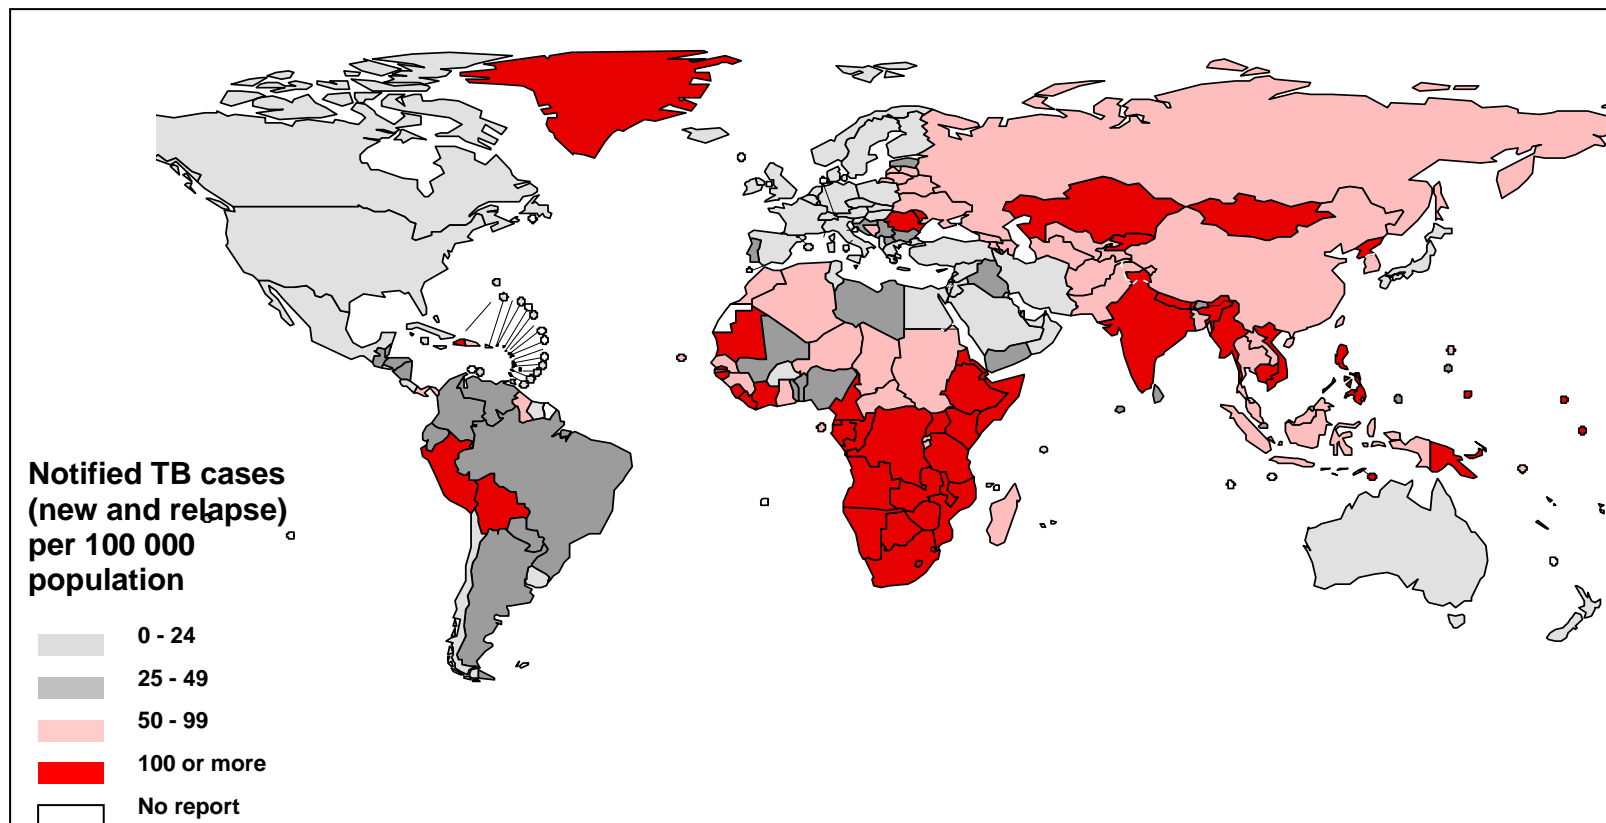 Notified TB cases
(new and relapse)
per 100 000
population
0 - 24
25 - 49
50 - 99
100 or more
No report